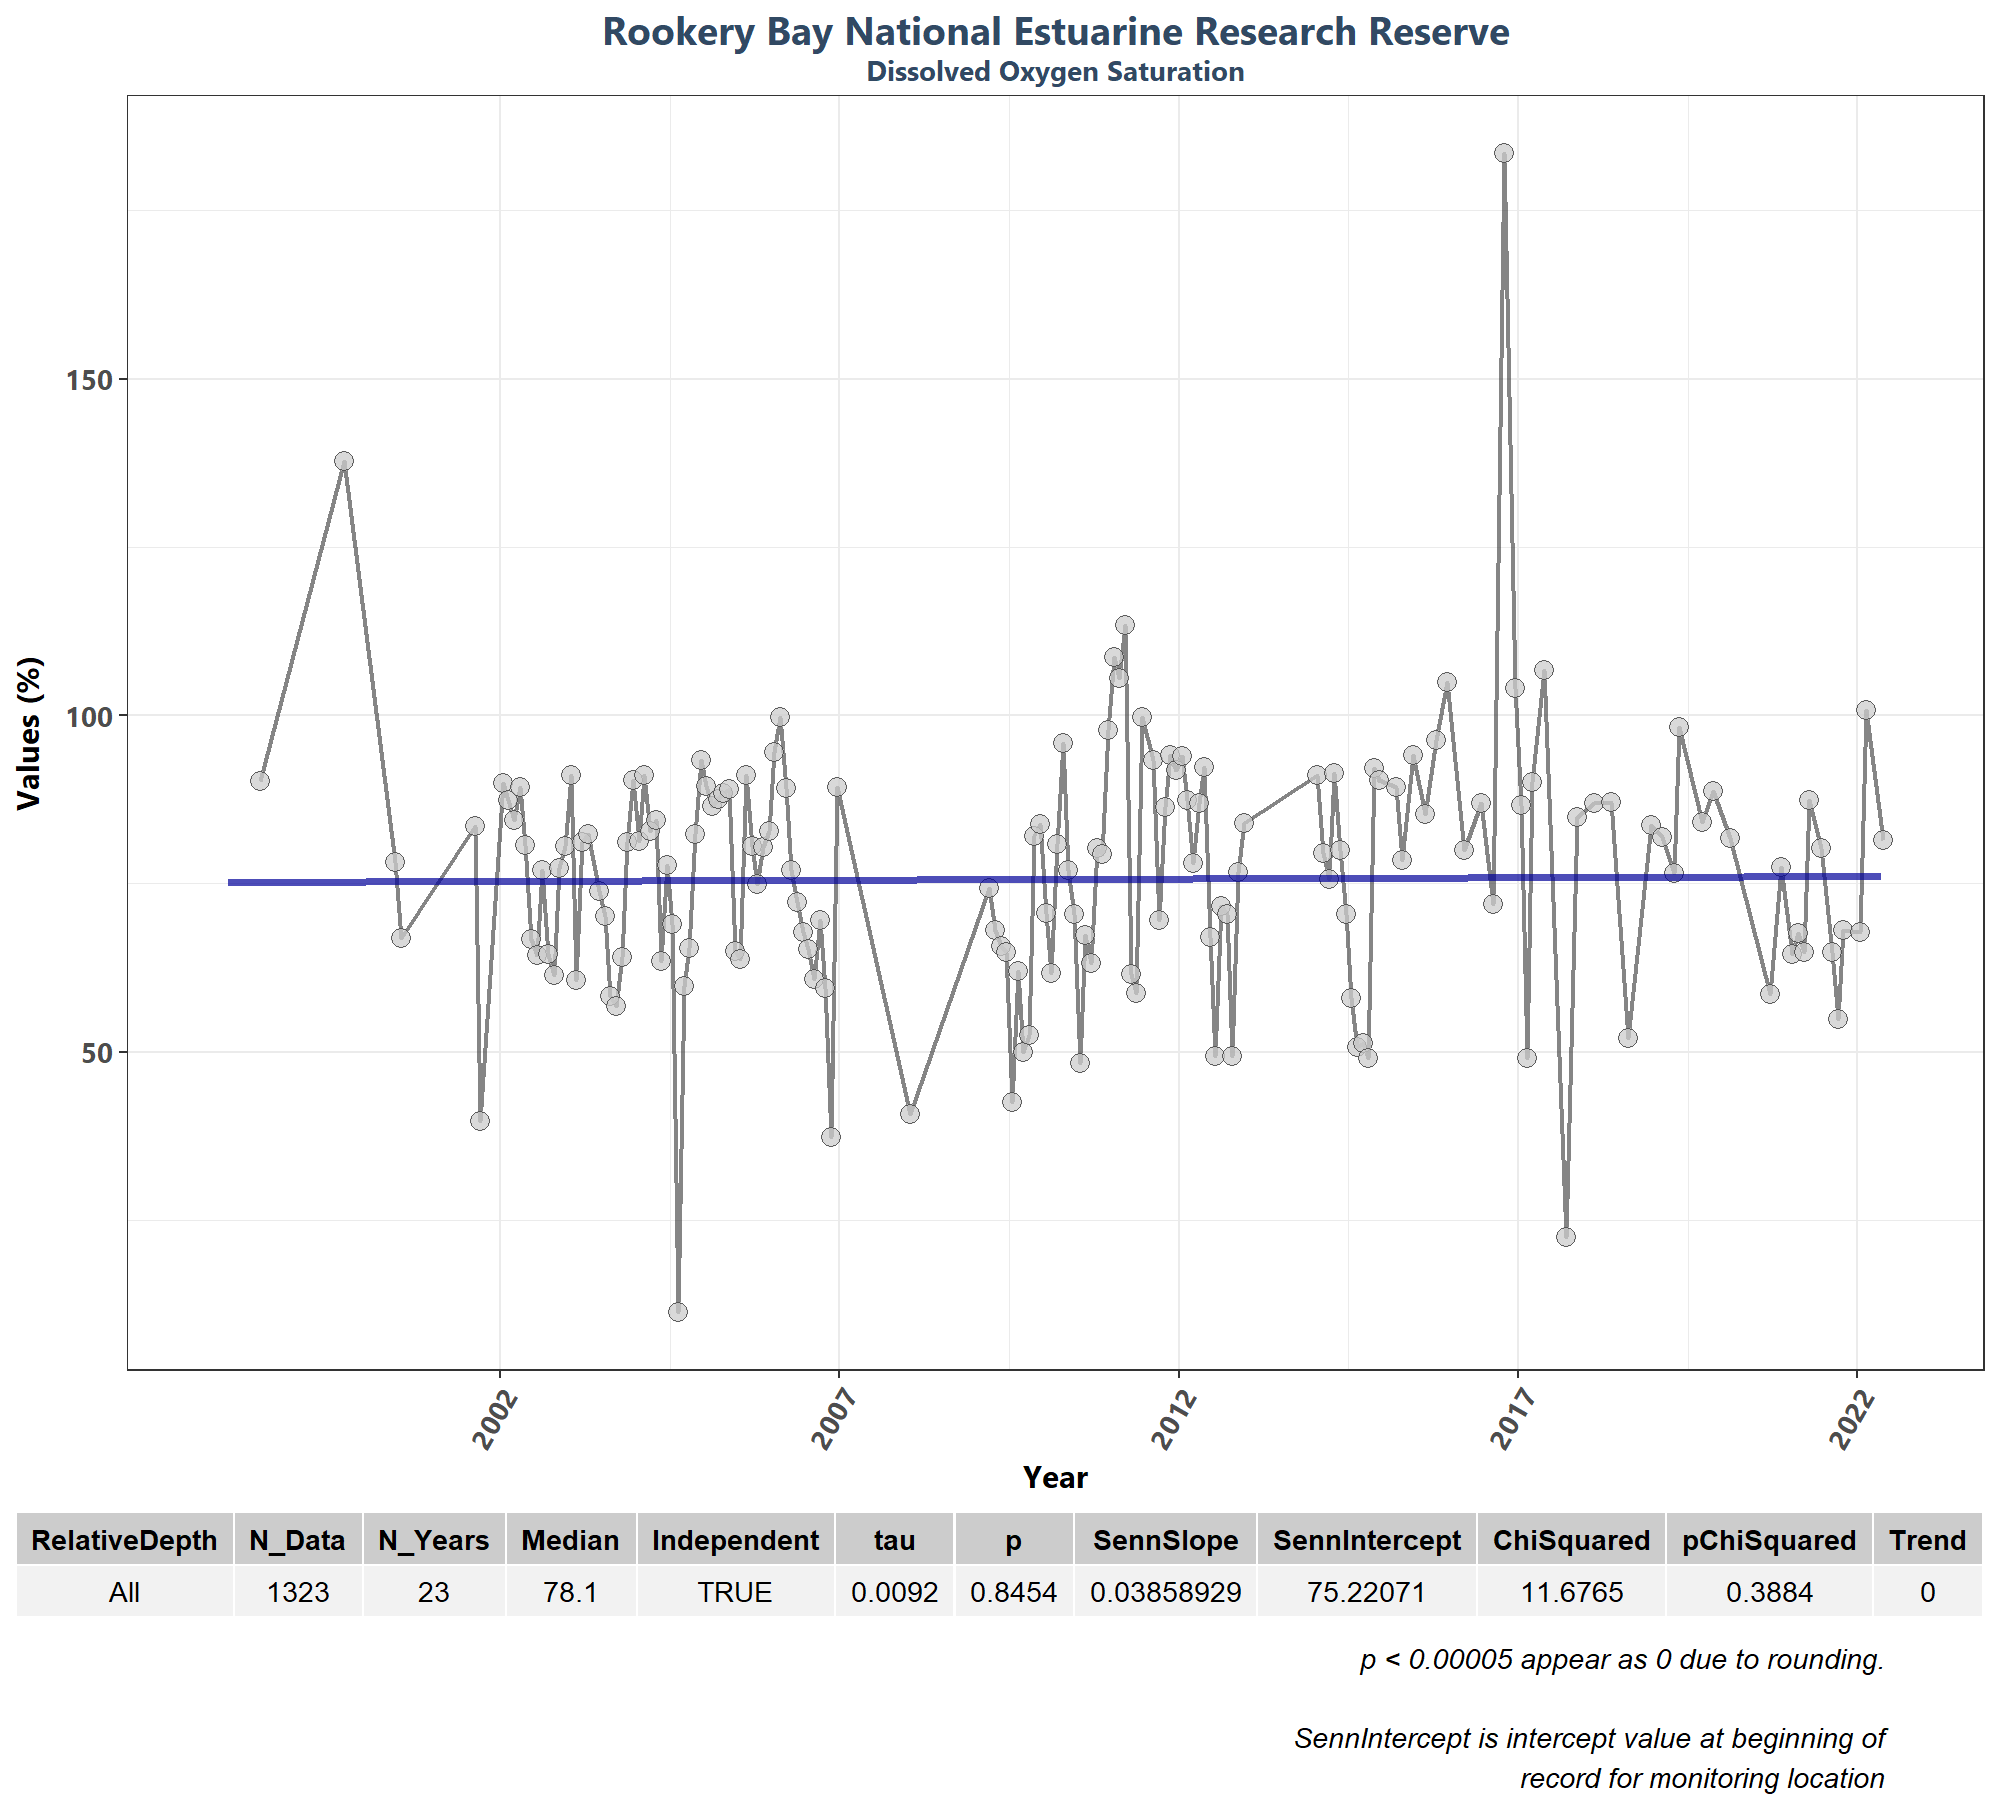 Rookery Bay National Estuarine Research Reserve
Dissolved Oxygen Saturation
Values (%)
150
100
50
2002
2007
2012
2017
2022
Year
RelativeDepth N_Data N_Years Median Independent tau p SennSlope SennIntercept ChiSquared pChiSquared Trend
All 1323 23 78.1 TRUE 0.0092 0.8454 0.03858929 75.22071 11.6765 0.3884 0
p < 0.00005 appear as 0 due to rounding.
SennIntercept is intercept value at beginning of
record for monitoring location